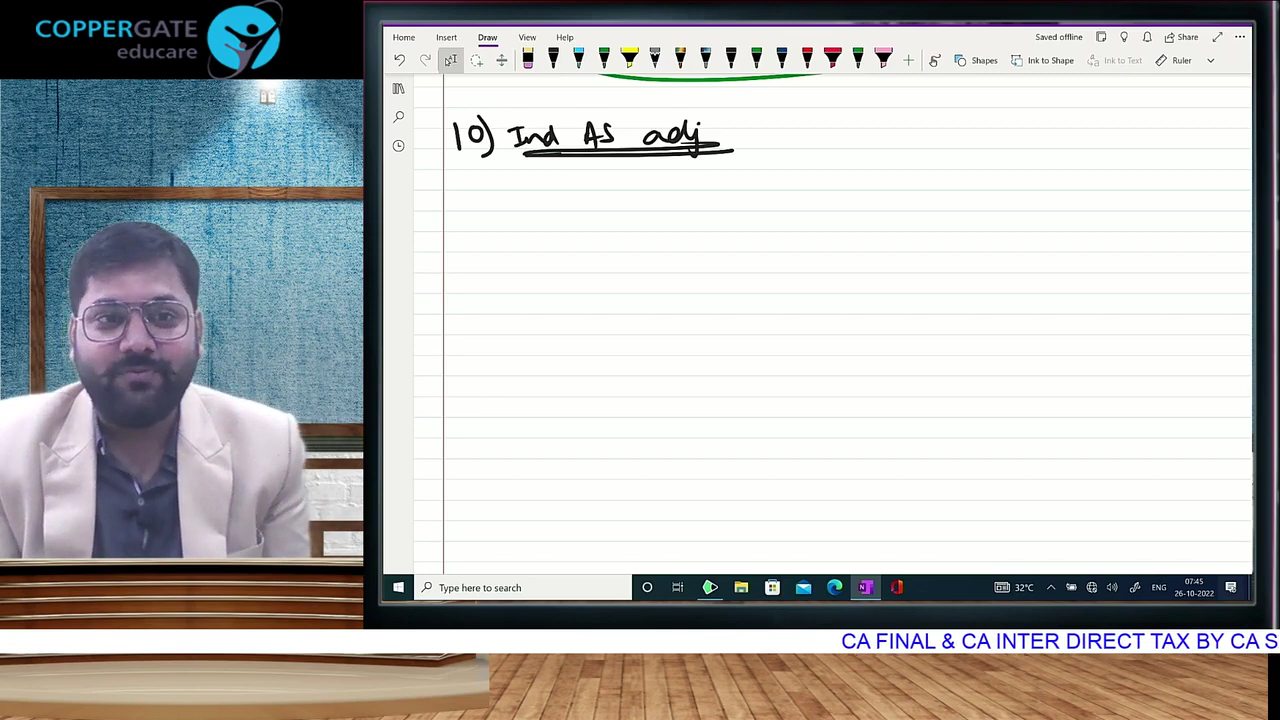 COPPERGATE
educare
Home Insert Draw View Help
Saved offline
Share
Shapes
Ink to Shape
Ink to Text
Ruler
10) Ind AS adj
Type here to search
32°C
ENG
07:45
26-10-2022
CA FINAL & CA INTER DIRECT TAX BY CA S